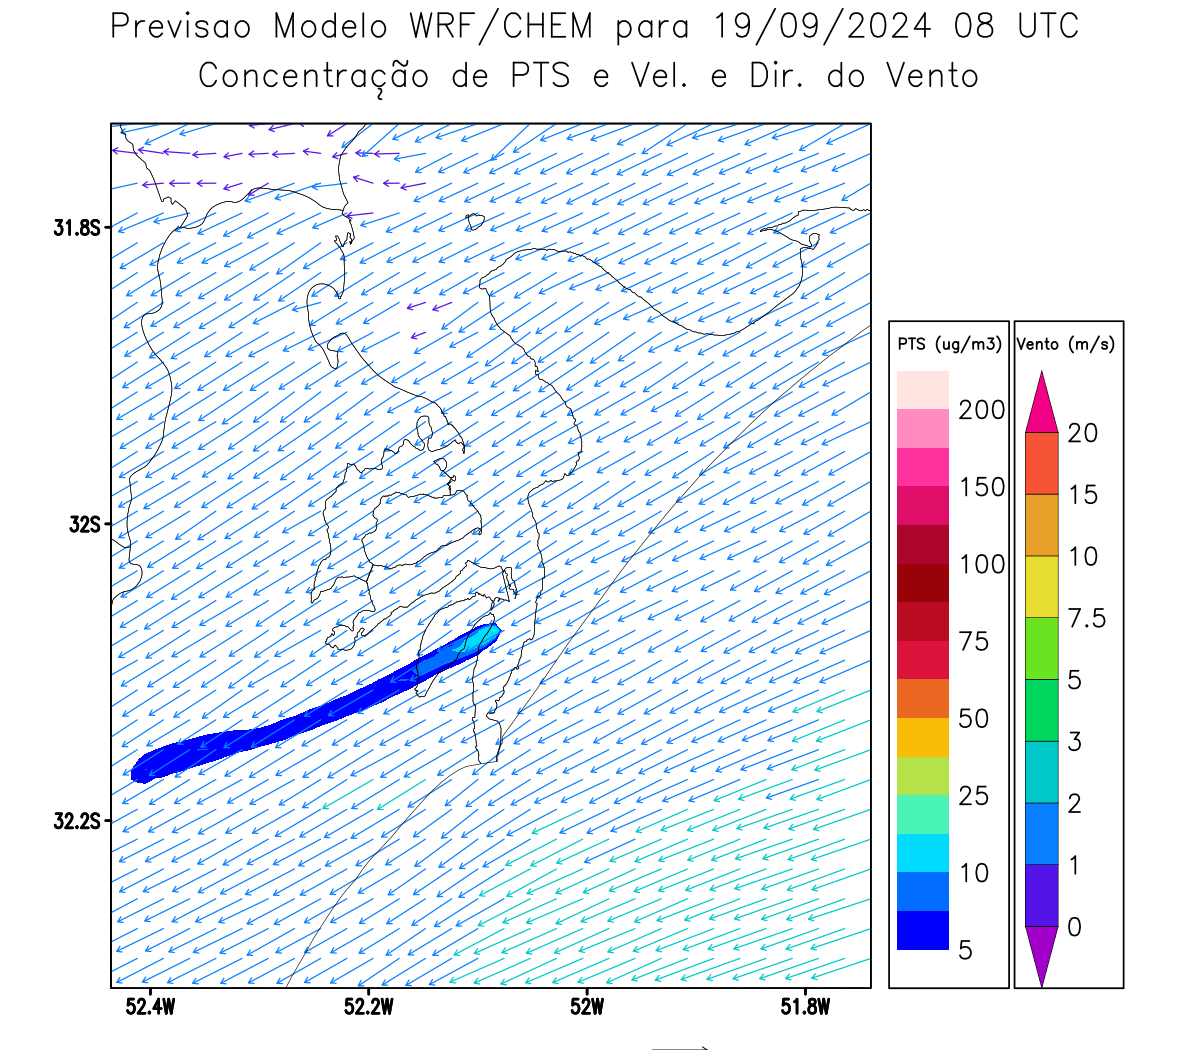 Previsao Modelo WRF/CHEM para 19/09/2024 08 UTC
Concentração de PTS e Vel. e Dir. do Vento
31.8S
32S
32.2S
52.4W
52.2W
52W
51.8W
PTS (ug/m3)
200
150
100
75
50
25
10
5
Vento (m/s)
20
15
10
7.5
5
3
2
1
0